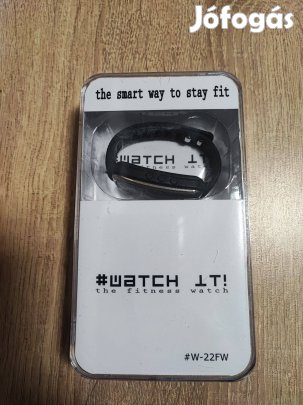 Jófogás
the smart way to stay fit
#WATCH IT!
the fitness watch
#WATCH IT!
the fitness watch
#W-22FW